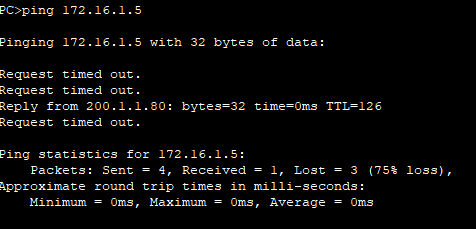 PC>ping 172.16.1.5
Pinging 172.16.1.5 with 32 bytes of data:
Request timed out.
Request timed out.
Reply from 200.1.1.80: bytes=32 time=0ms TTL=126
Request timed out.
Ping statistics for 172.16.1.5:
Packets: Sent = 4, Received = 1, Lost = 3 (75% loss),
Approximate round trip times in milli-seconds:
Minimum = 0ms, Maximum = 0ms, Average = 0ms